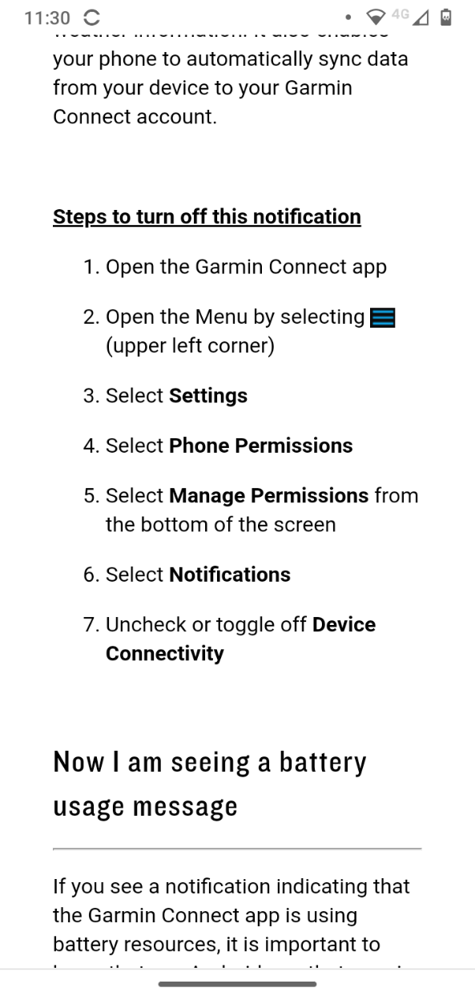 11:30
4G
your phone to automatically sync data
from your device to your Garmin
Connect account.
Steps to turn off this notification
1. Open the Garmin Connect app
2. Open the Menu by selecting
(upper left corner)
3. Select Settings
4. Select Phone Permissions
5. Select Manage Permissions from
the bottom of the screen
6. Select Notifications
7. Uncheck or toggle off Device
Connectivity
Now I am seeing a battery
usage message
If you see a notification indicating that
the Garmin Connect app is using
battery resources, it is important to